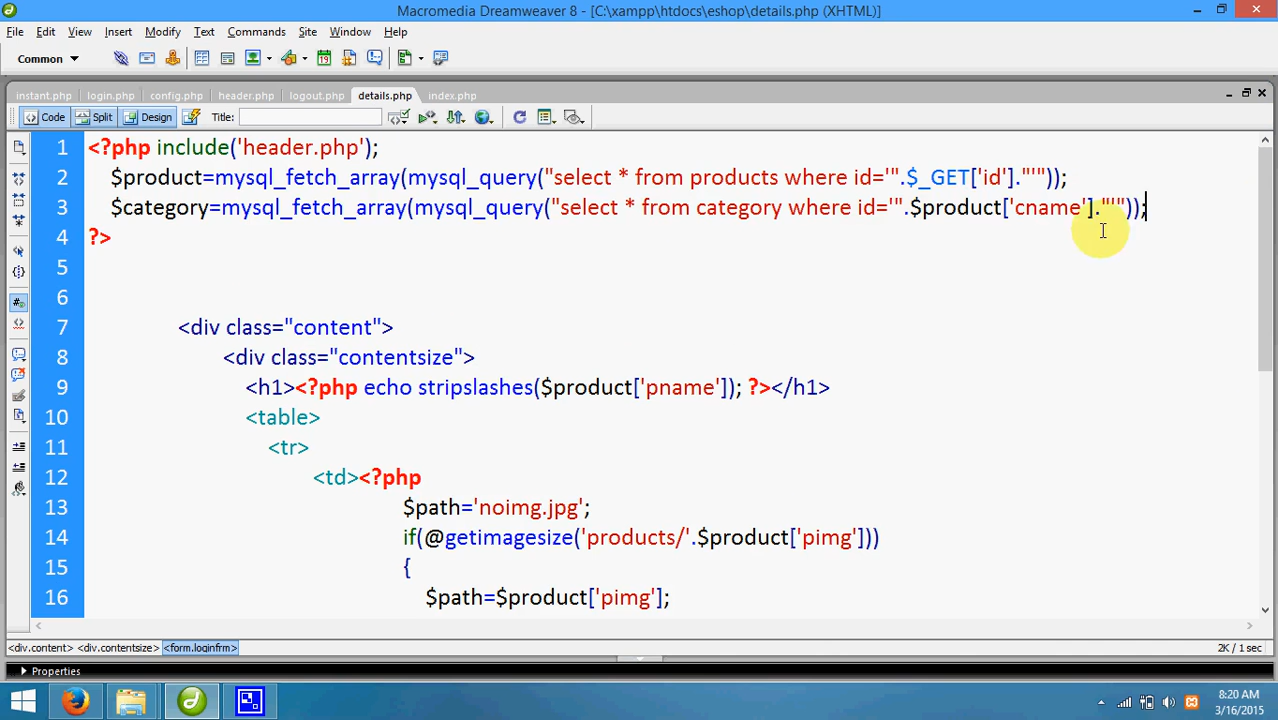 Macromedia Dreamweaver 8 - [C:\xampp\htdocs\eshop\details.php (XHTML)]
File Edit View Insert Modify Text Commands Site Window Help
Common
instant.php login.php config.php header.php logout.php details.php index.php
Code Split Design Title:
1 <?php include('header.php');
2 $product=mysql_fetch_array(mysql_query("select * from products where id='".$_GET['id']."'"));
3 $category=mysql_fetch_array(mysql_query("select * from category where id='".$product['cname']."'"));
4 ?>
5
6
7 <div class="content">
8 <div class="contentsize">
9 <h1><?php echo stripslashes($product['pname']); ?></h1>
10 <table>
11 <tr>
12 <td><?php
13 $path='noimg.jpg';
14 if(@getimagesize('products/'.$product['pimg']))
15 {
16 $path=$product['pimg'];
<div.content> <div.contentsize> <form.loginfrm> 2K / 1 sec
Properties
8:20 AM
3/16/2015